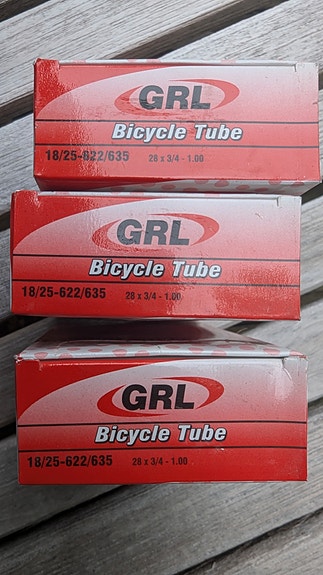 GRL
Bicycle Tube
18/25-622/635 28 x 3/4 - 1.00
GRL
Bicycle Tube
18/25-622/635 28 x 3/4 - 1.00
GRL
Bicycle Tube
18/25-622/635 28 x 3/4 - 1.00